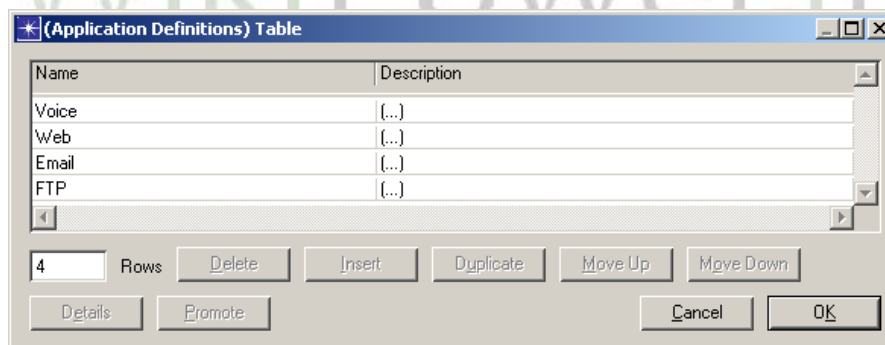 (Application Definitions) Table
Name Description
Voice (...)
Web (...)
Email (...)
FTP (...)
4 Rows Delete Insert Duplicate Move Up Move Down
Details Promote Cancel OK